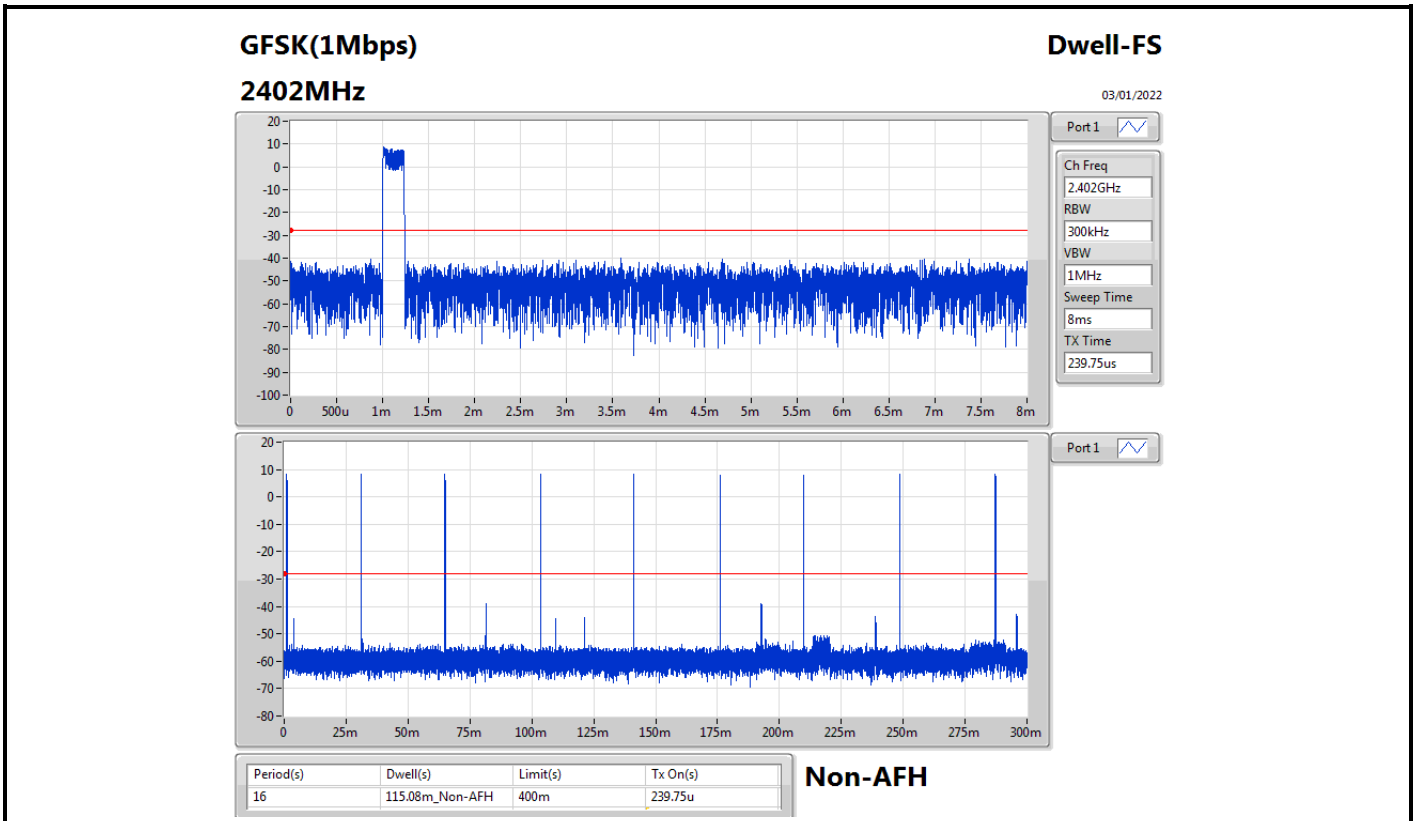 GFSK(1Mbps)
Dwell-FS
2402MHz
03/01/2022
20
10
0
-10
-20
-30
-40
-50
-60
-70
-80
-90
-100
0 500u 1m 1.5m 2m 2.5m 3m 3.5m 4m 4.5m 5m 5.5m 6m 6.5m 7m 7.5m 8m
Port 1
Ch Freq
2.402GHz
RBW
300kHz
VBW
1MHz
Sweep Time
8ms
TX Time
239.75us
20
10
0
-10
-20
-30
-40
-50
-60
-70
-80
0 25m 50m 75m 100m 125m 150m 175m 200m 225m 250m 275m 300m
Port 1
Period(s) Dwell(s) Limit(s) Tx On(s)
16 115.08m_Non-AFH 400m 239.75u
Non-AFH